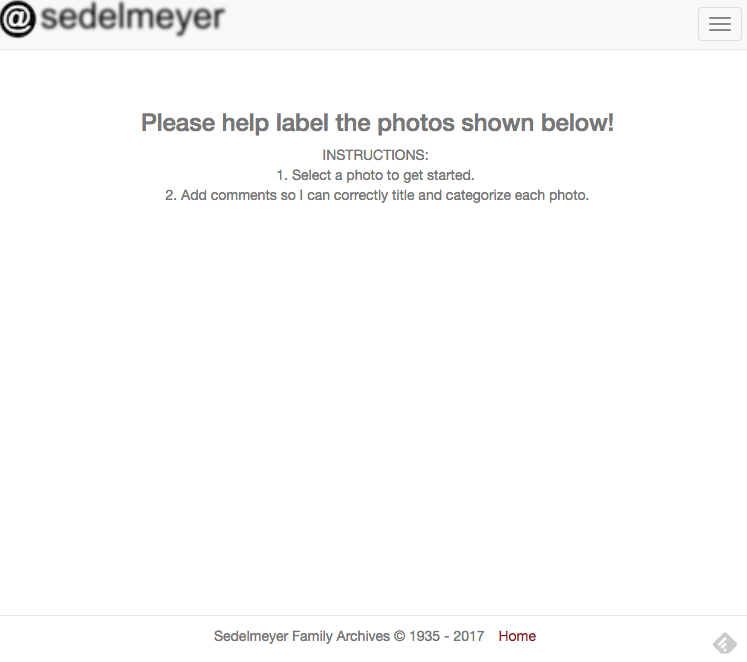 @sedelmeyer
Please help label the photos shown below!
INSTRUCTIONS:
1. Select a photo to get started.
2. Add comments so I can correctly title and categorize each photo.
Sedelmeyer Family Archives © 1935 - 2017 Home